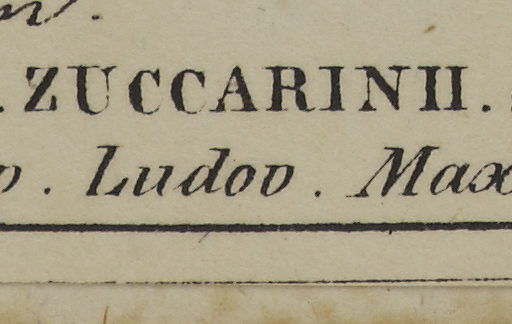 . ZUCCARINII.
. Ludov. Max